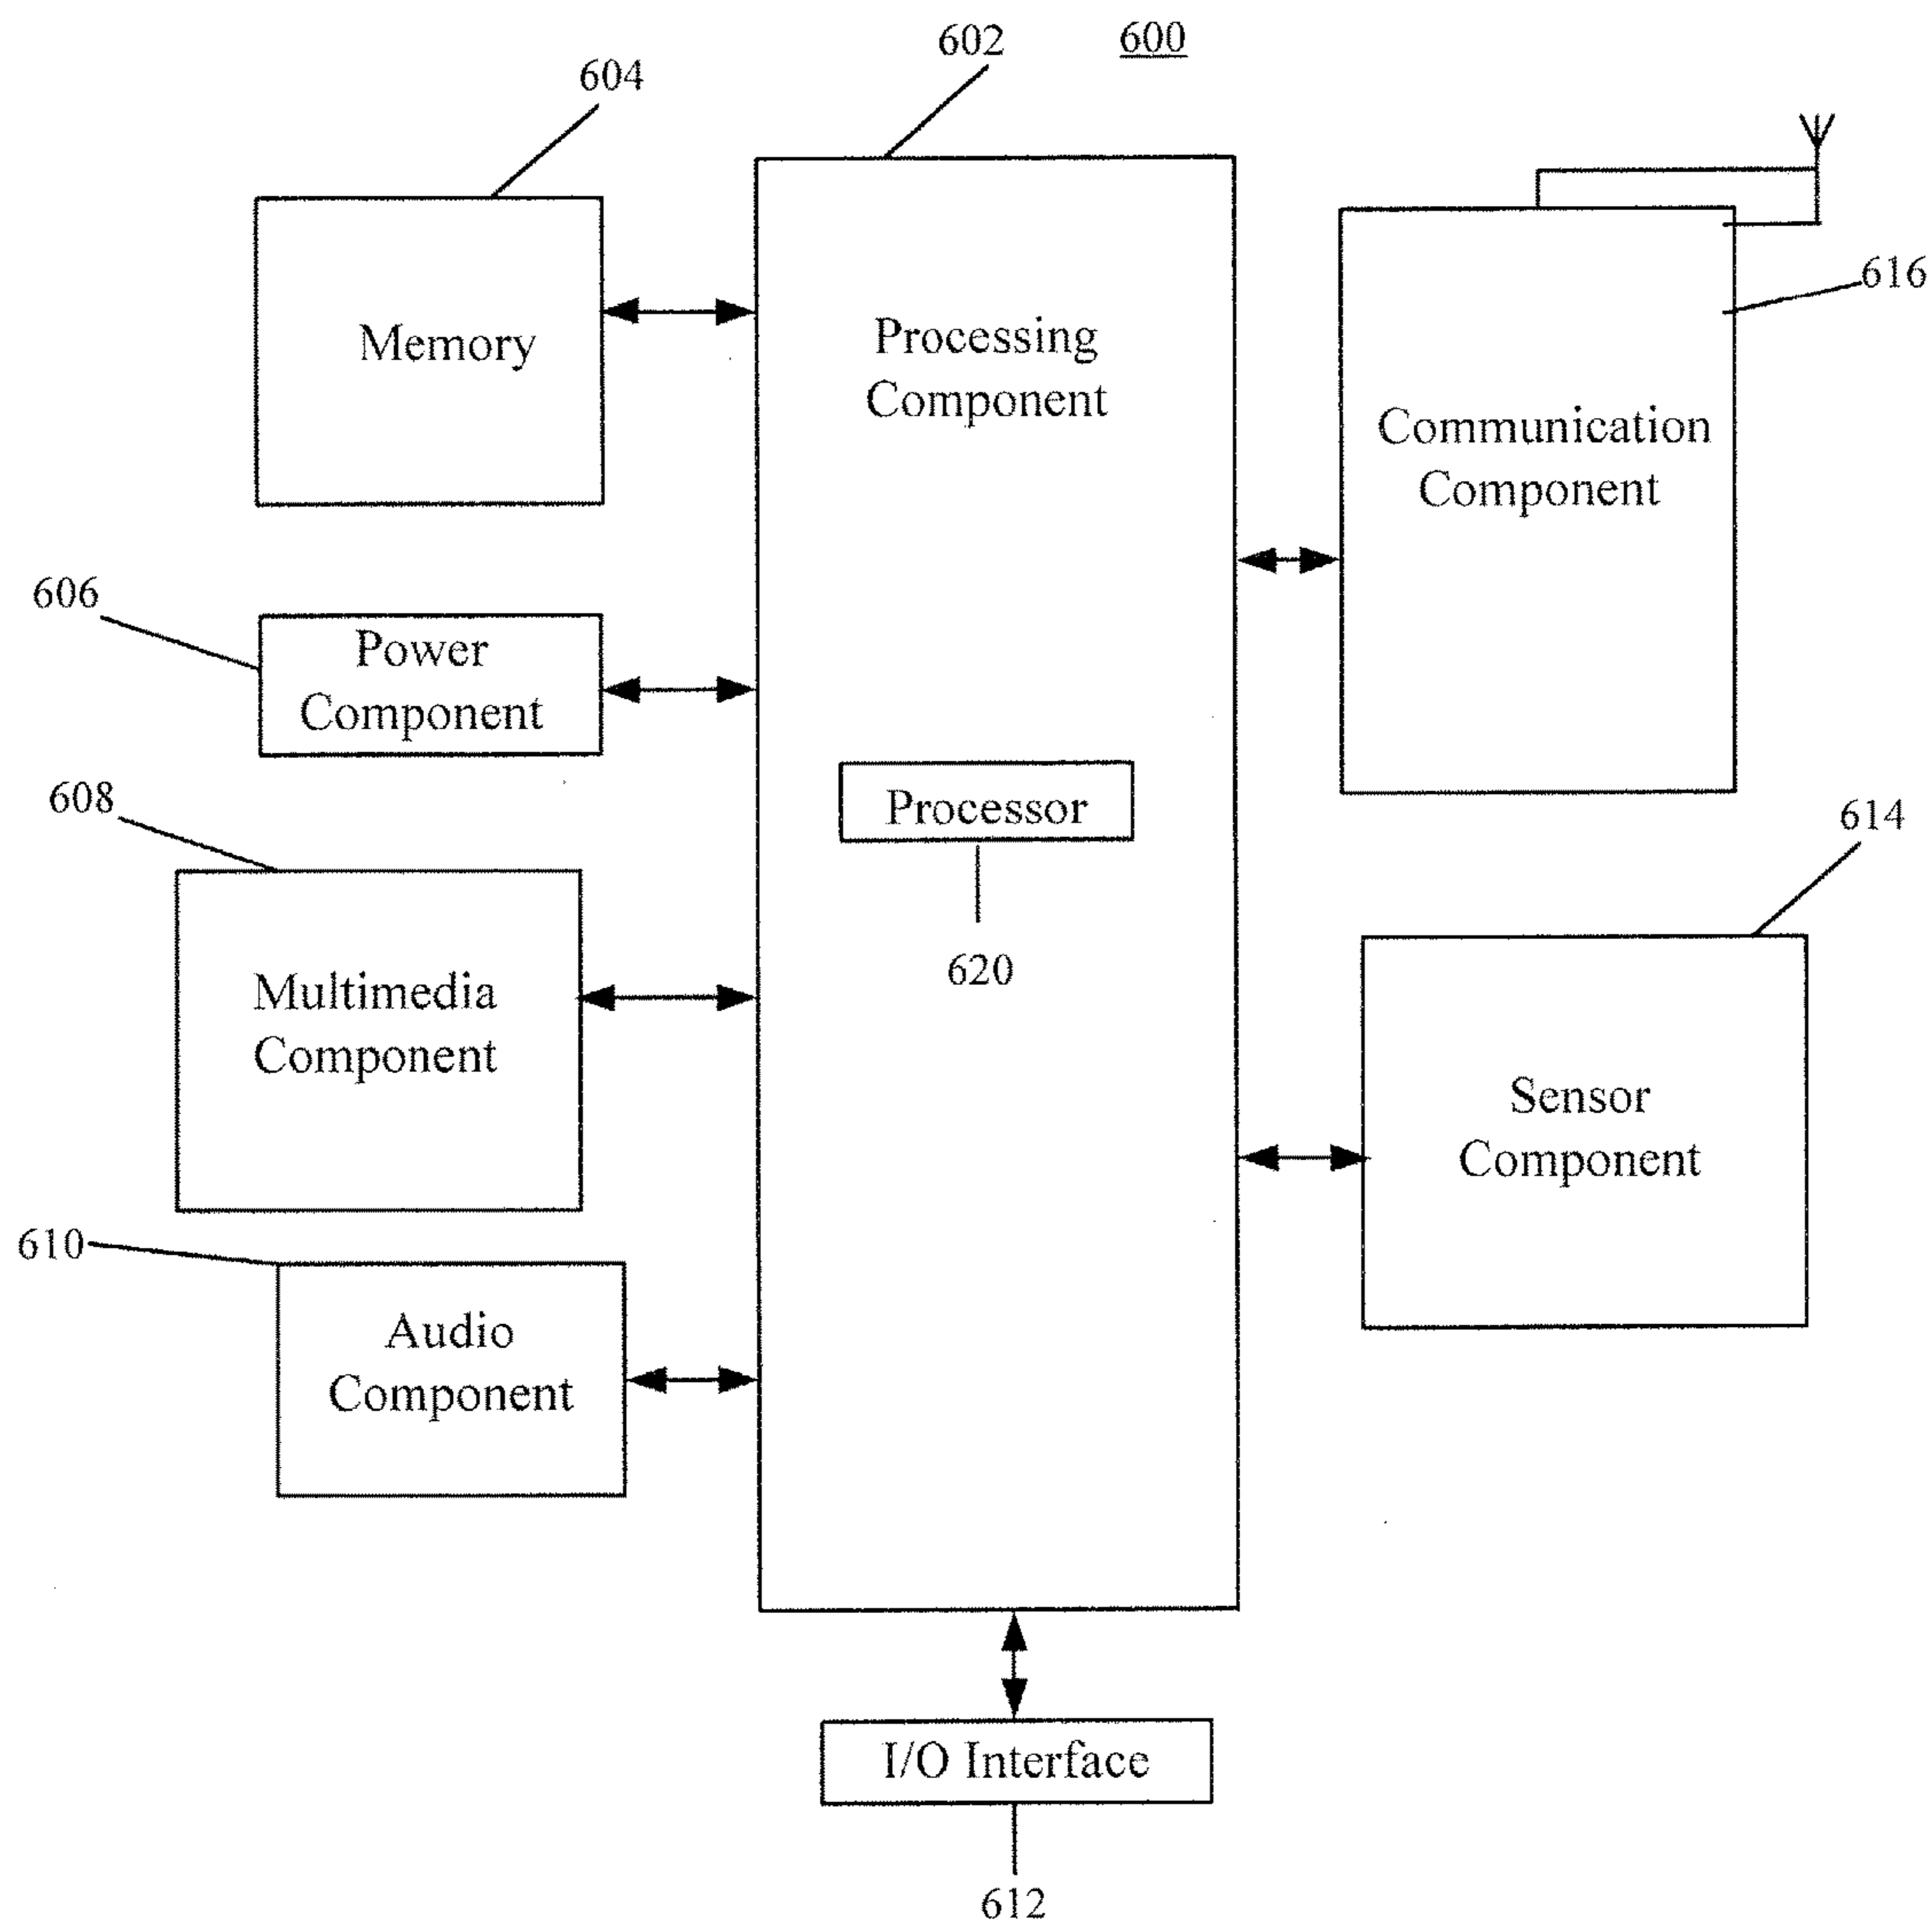 602
600
604
Memory
Processing
Component
616
Communication
Component
606
Power
Component
608
Processor
614
620
Multimedia
Component
Sensor
Component
610
Audio
Component
I/O Interface
612